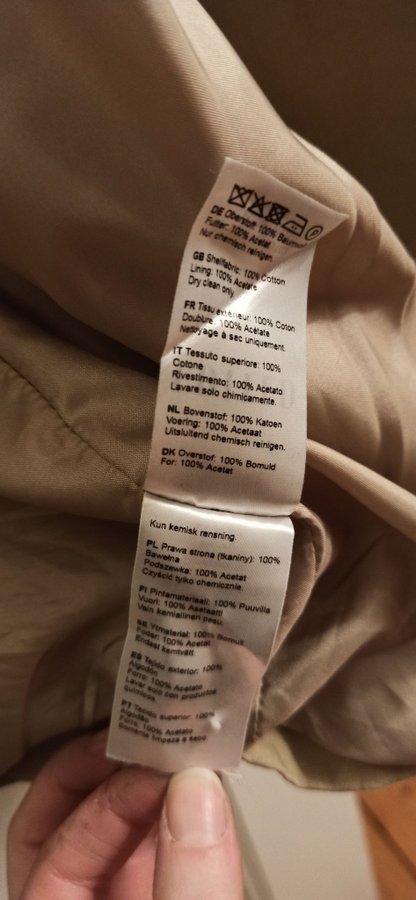 DE Oberstoff: 100% Baumwolle
Futter: 100% Acetat
Nur chemisch reinigen.
GB Shellfabric: 100% Cotton
Lining: 100% Acetate
Dry clean only
FR Tissu extérieur: 100% Coton
Doublure: 100% Acétate
Nettoyage à sec uniquement.
IT Tessuto superiore: 100%
Cotone
Rivestimento: 100% Acetato
Lavare solo chimicamente.
NL Bovenstof: 100% Katoen
Voering: 100% Acetaat
Uitsluitend chemisch reinigen.
DK Overstof: 100% Bomuld
For: 100% Acetat
Kun kemisk rensning.
PL Prawa strona (tkaniny): 100%
Bawełna
Podszewka: 100% Acetat
Czyścić tylko chemicznie.
FI Pintamateriaali: 100% Puuvilla
Vuori: 100% Asetaatti
Vain kemiallinen pesu.
SE Ytmaterial: 100% Bomull
Foder: 100% Acetat
Endast kemtvätt.
ES Tejido exterior: 100%
Algodón
Forro: 100% Acetato
Lavar solo con productos
químicos.
PT Tecido superior: 100%
Algodão
Forro: 100% Acetato
Somente limpeza a seco.